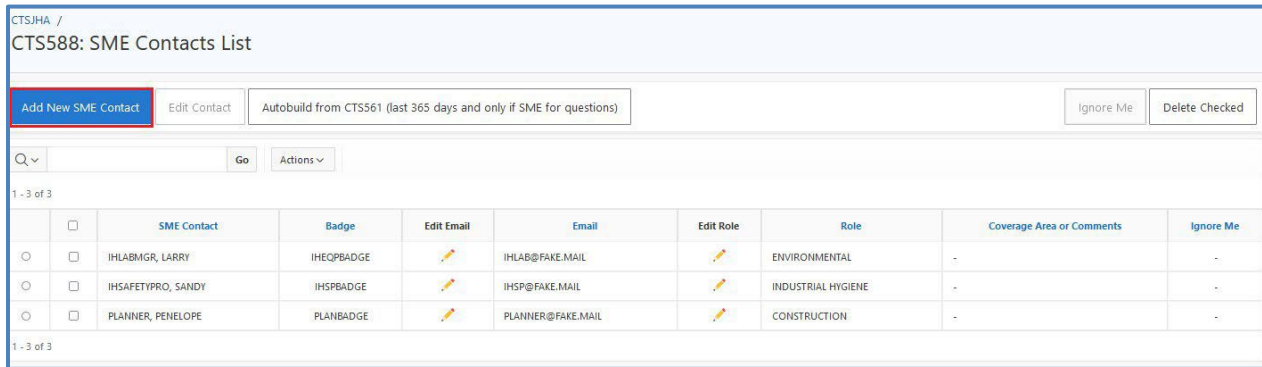 CTSJHA /
CTS588: SME Contacts List
Add New SME Contact Edit Contact Autobuild from CTS561 (last 365 days and only if SME for questions) Ignore Me Delete Checked
Go Actions
1 - 3 of 3
SME Contact Badge Edit Email Email Edit Role Role Coverage Area or Comments Ignore Me
IHLABMGR, LARRY IHEQPBADGE IHLAB@FAKE.MAIL ENVIRONMENTAL - -
IHSAFETYPRO, SANDY IHSPBADGE IHSP@FAKE.MAIL INDUSTRIAL HYGIENE - -
PLANNER, PENELOPE PLANBADGE PLANNER@FAKE.MAIL CONSTRUCTION - -
1 - 3 of 3